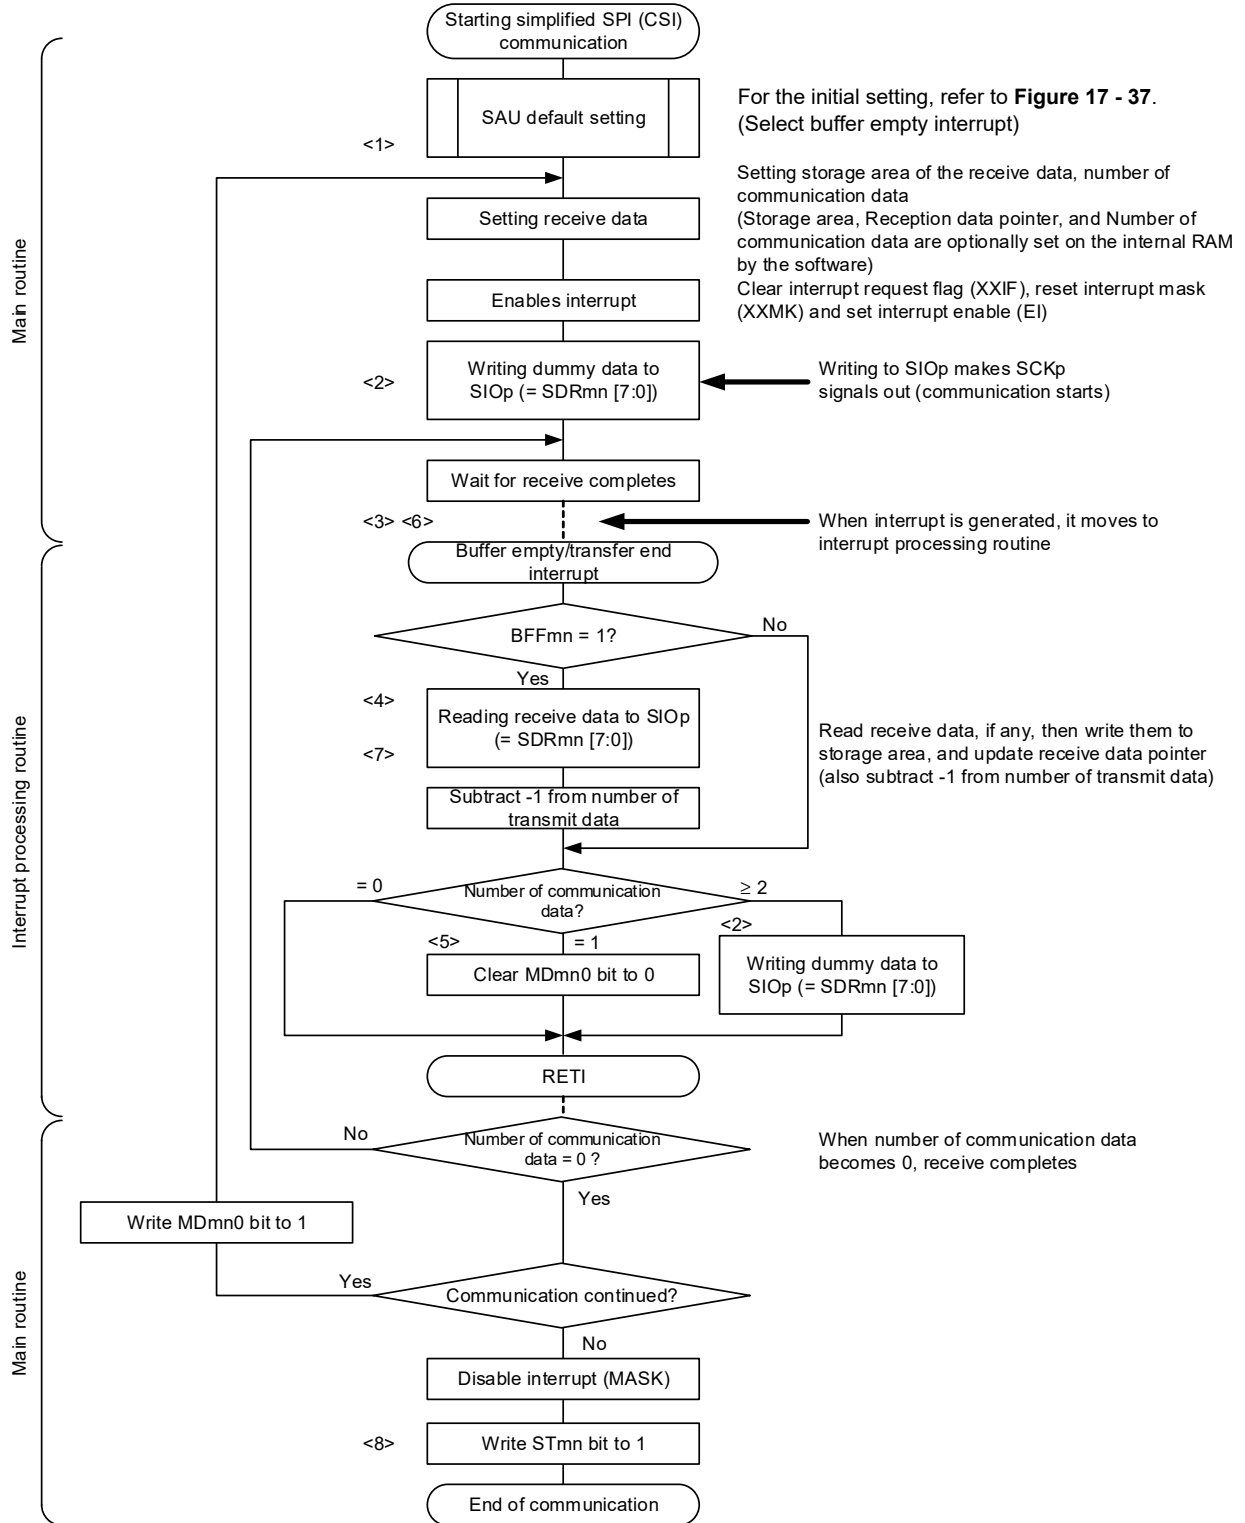 Starting simplified SPI (CSI)
communication
SAU default setting
For the initial setting, refer to Figure 17 - 37.
(Select buffer empty interrupt)
<1>
Setting storage area of the receive data, number of
communication data
(Storage area, Reception data pointer, and Number of
communication data are optionally set on the internal RAM
by the software)
Setting receive data
Main routine
Enables interrupt
Clear interrupt request flag (XXIF), reset interrupt mask
(XXMK) and set interrupt enable (EI)
<2>
Writing dummy data to
SIOp (= SDRmn [7:0])
Writing to SIOp makes SCKp
signals out (communication starts)
Wait for receive completes
<3> <6>
When interrupt is generated, it moves to
interrupt processing routine
Buffer empty/transfer end
interrupt
BFFmn = 1?
No
Yes
<4>
Reading receive data to SIOp
(= SDRmn [7:0])
<7>
Read receive data, if any, then write them to
storage area, and update receive data pointer
(also subtract -1 from number of transmit data)
Subtract -1 from number of
transmit data
Interrupt processing routine
= 0
Number of communication
data?
≥ 2
<5>
= 1
<2>
Clear MDmn0 bit to 0
Writing dummy data to
SIOp (= SDRmn [7:0])
RETI
No
Number of communication
data = 0 ?
When number of communication data
becomes 0, receive completes
Yes
Write MDmn0 bit to 1
Yes
Communication continued?
No
Main routine
Disable interrupt (MASK)
<8>
Write STmn bit to 1
End of communication